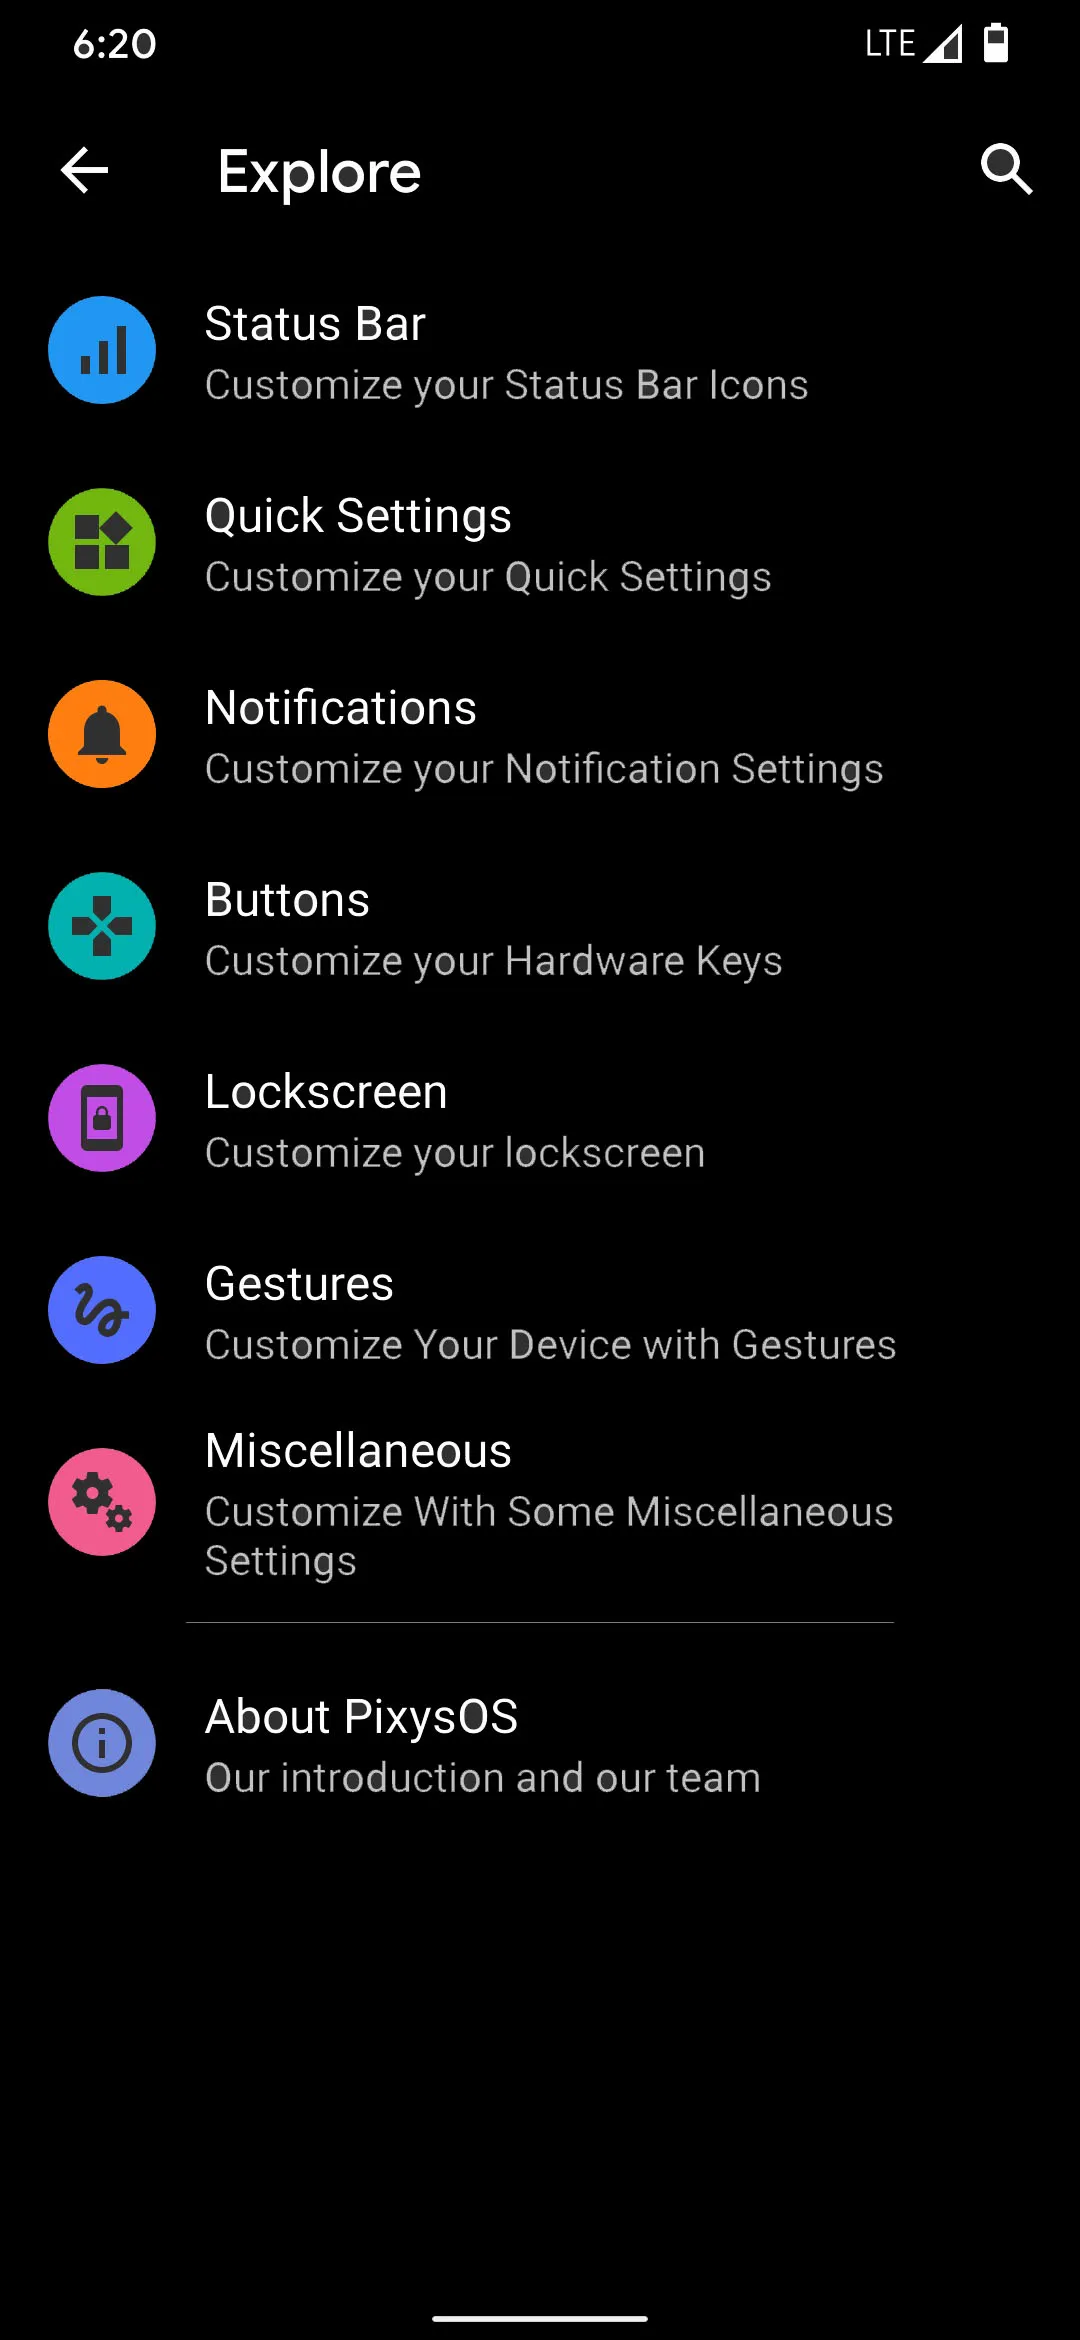 6:20
LTE
Explore
Status Bar
Customize your Status Bar Icons
Quick Settings
Customize your Quick Settings
Notifications
Customize your Notification Settings
Buttons
Customize your Hardware Keys
Lockscreen
Customize your lockscreen
Gestures
Customize Your Device with Gestures
Miscellaneous
Customize With Some Miscellaneous
Settings
About PixysOS
Our introduction and our team